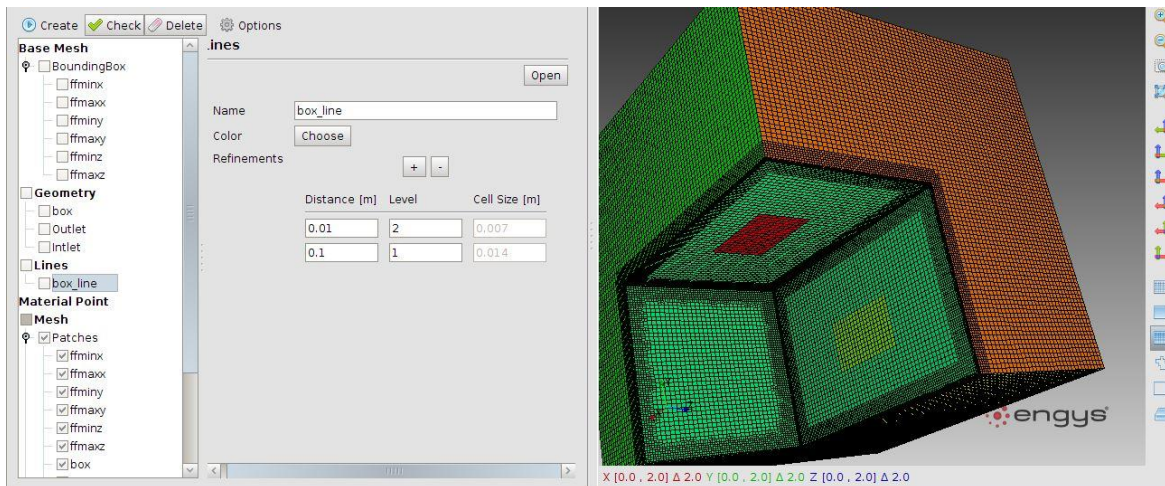 Create Check Delete Options
Base Mesh
BoundingBox
ffminx
ffmaxx
ffminy
ffmaxy
ffminz
ffmaxz
Geometry
box
Outlet
Intlet
Lines
box_line
Material Point
Mesh
Patches
ffminx
ffmaxx
ffminy
ffmaxy
ffminz
ffmaxz
box
.ines
Open
Name box_line
Color Choose
Refinements + -
Distance [m] Level Cell Size [m]
0.01 2 0.007
0.1 1 0.014
engys
X [0.0 , 2.0] Δ 2.0 Y [0.0 , 2.0] Δ 2.0 Z [0.0 , 2.0] Δ 2.0